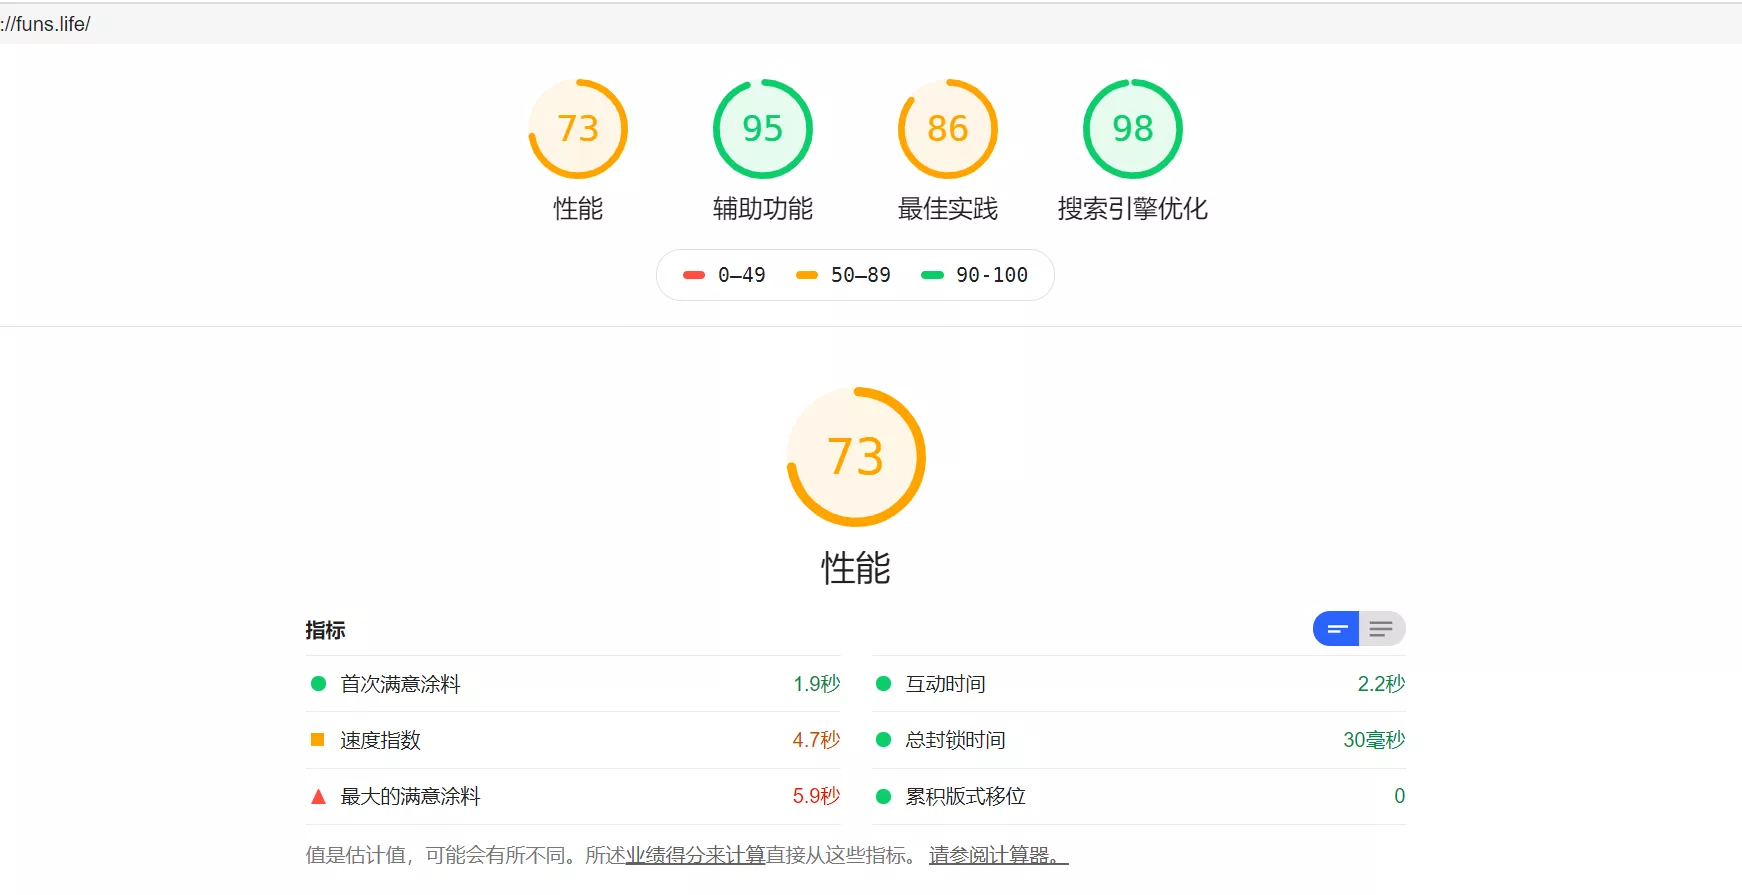 ://funs.life/
73 95 86 98
性能 辅助功能 最佳实践 搜索引擎优化
0–49 50–89 90-100
73
性能
指标
首次满意涂料 1.9秒 互动时间 2.2秒
速度指数 4.7秒 总封锁时间 30毫秒
最大的满意涂料 5.9秒 累积版式移位 0
值是估计值，可能会有所不同。所述业绩得分来计算直接从这些指标。 请参阅计算器。